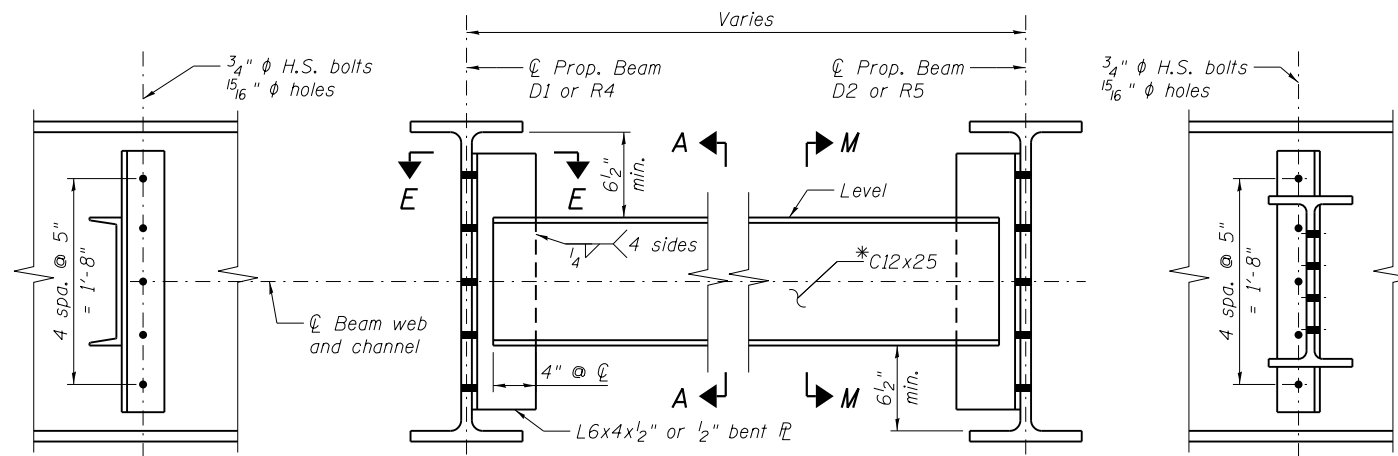 Varies
3/4" ϕ H.S. bolts
15/16" ϕ holes
℄ Prop. Beam
D1 or R4
℄ Prop. Beam
D2 or R5
3/4" ϕ H.S. bolts
15/16" ϕ holes
A
M
E
E
6 1/2"
min.
Level
4 spa. @ 5"
= 1'-8"
1/4
4 sides
*C12x25
4 spa. @ 5"
= 1'-8"
℄ Beam web
and channel
4" @ ℄
A
M
6 1/2"
min.
L6x4x1/2" or 1/2" bent ⅊